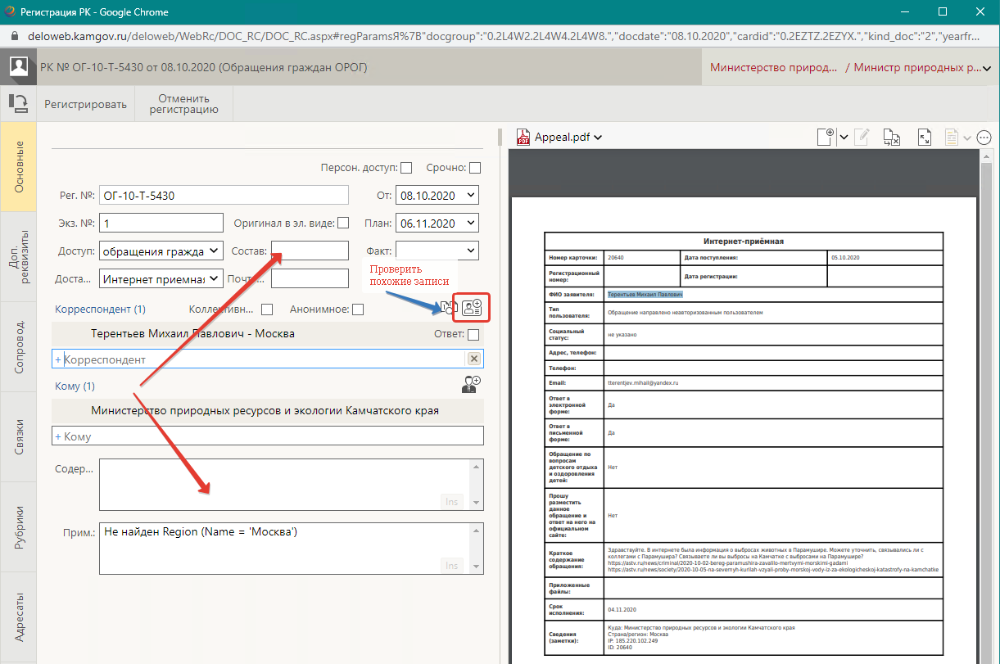 Регистрация РК - Google Chrome
deloweb.kamgov.ru/deloweb/WebRc/DOC_RC/DOC_RC.aspx#regParamsЯ%7B"docgroup":"0.2L4W2.2L4W4.2L4W8.","docdate":"08.10.2020","cardid":"0.2EZTZ.2EZYX.","kind_doc":"2","yearfr...
РК № ОГ-10-Т-5430 от 08.10.2020 (Обращения граждан ОРОГ)
Министерство природ... / Министр природных р...
Регистрировать
Отменить
регистрацию
Основные
Доп.
реквизиты
Сопровод.
Связки
Рубрики
Адресаты
Персон. доступ: Срочно:
Рег. №: ОГ-10-Т-5430 От: 08.10.2020
Экз. №: 1 Оригинал в эл. виде: План: 06.11.2020
Доступ: обращения гражда Состав: Факт:
Доста... Интернет приемная Почт...
Проверить
похожие записи
Корреспондент (1) Коллективн... Анонимное:
Терентьев Михаил Павлович - Москва Ответ:
+ Корреспондент
Кому (1)
Министерство природных ресурсов и экологии Камчатского края
+ Кому
Содер...
Ins
Прим.: Не найден Region (Name = 'Москва')
Ins
PDF Appeal.pdf
Интернет-приёмная
Номер карточки: 20640 Дата поступления: 05.10.2020
Регистрационный
номер:
Дата регистрации:
ФИО заявителя: Терентьев Михаил Павлович
Тип
пользователя:
Обращение направлено неавторизованным пользователем
Социальный
статус:
не указано
Адрес, телефон:
Телефон:
Email: tterentjev.mihail@yandex.ru
Ответ в
электронной
форме:
Да
Ответ в
письменной
форме:
Да
Обращение по
вопросам
детского отдыха
и оздоровления
детей:
Нет
Прошу
разместить
данное
обращение и
ответ на него на
официальном
сайте:
Нет
Краткое
содержание
обращения:
Здравствуйте. В интернете была информация о выбросах животных в Парамушире. Можете уточнить, связывались ли с
коллегами с Парамушира? Связываете ли вы выбросы на Камчатке с выбросами на Парамушире?
https://astv.ru/news/criminal/2020-10-02-bereg-paramushira-zavalilo-mertvymi-morskimi-gadami
https://astv.ru/news/society/2020-10-05-na-severnyh-kurilah-vzyali-proby-morskoj-vody-iz-za-ekologicheskoj-katastrofy-na-kamchatke
Приложенные
файлы:
Срок
исполнения:
04.11.2020
Сведения
(заметки):
Куда: Министерство природных ресурсов и экологии Камчатского края
Страна/регион: Москва
IP: 185.220.102.249
ID: 20640